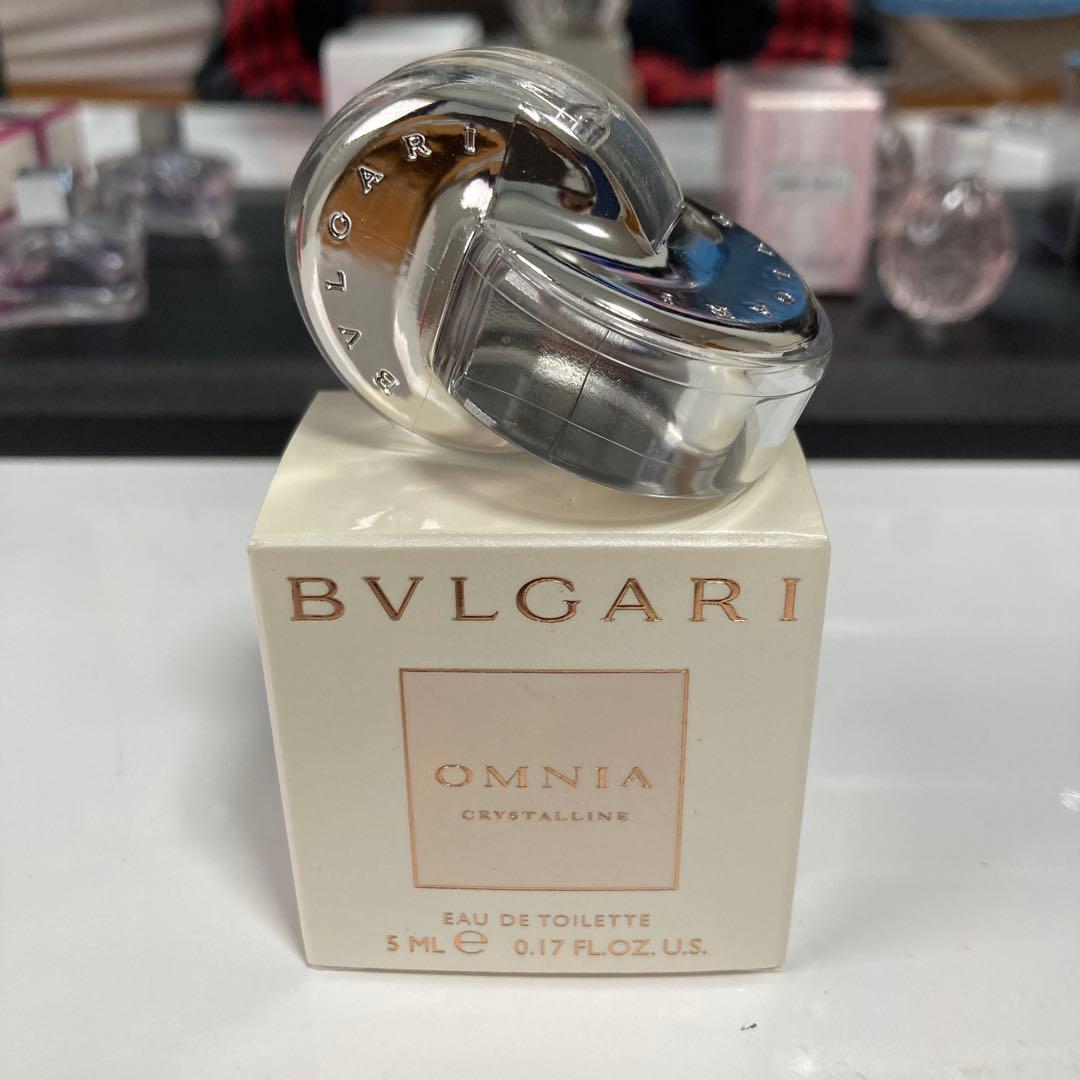 BVLGARI
BVLGARI
OMNIA
CRYSTALLINE
EAU DE TOILETTE
5 ML ℮ 0.17 FL.OZ. U.S.